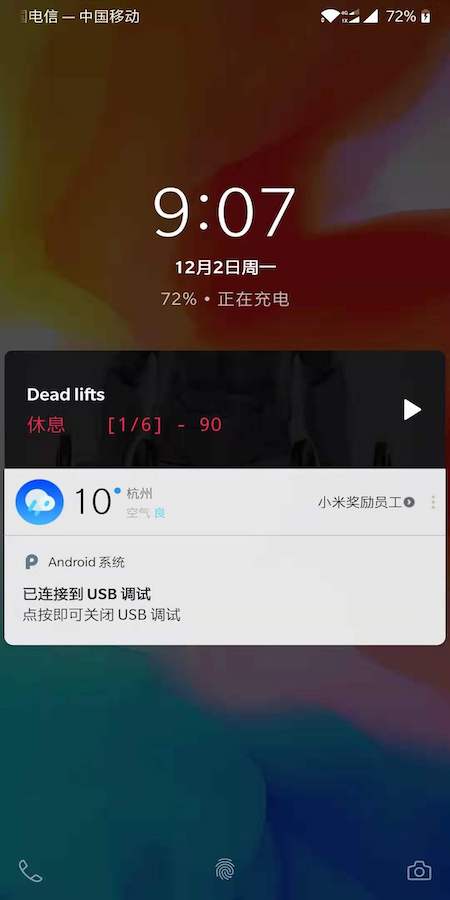 电信 — 中国移动
72%
9:07
12月2日周一
72% • 正在充电
Dead lifts
休息 [1/6] - 90
10° 杭州
空气 良
小米奖励员工
Android 系统
已连接到 USB 调试
点按即可关闭 USB 调试